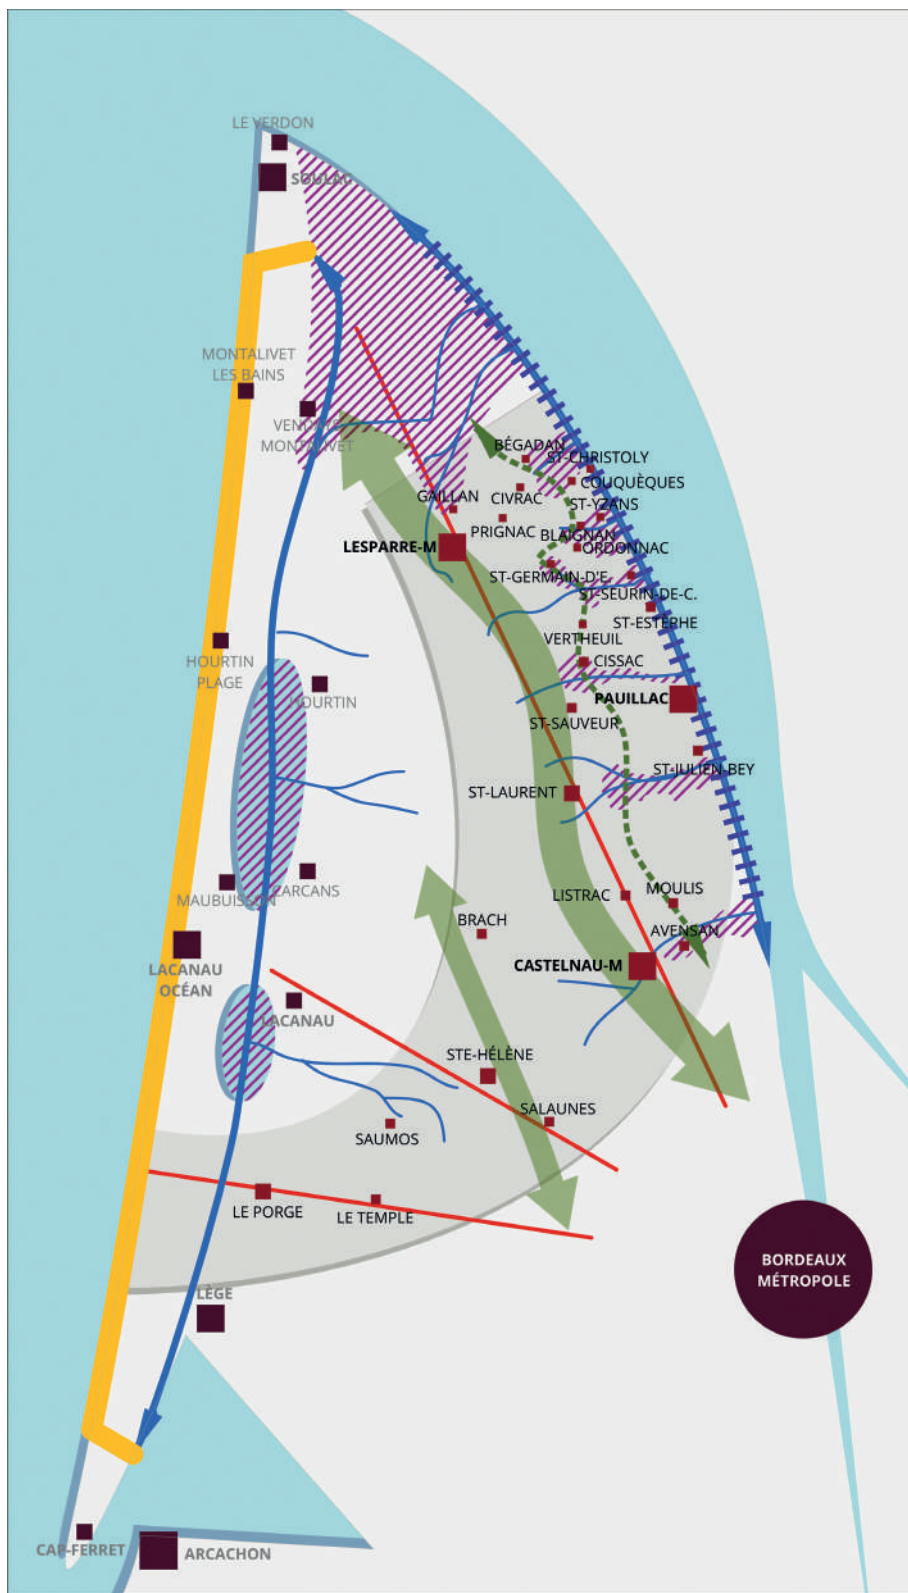 LE VERDON
SOULAC
MONTALIVET
LES BAINS
VENDAYS
MONTALIVET
BÉGADAN
ST-CHRISTOLY
COUQUÈQUES
GAILLAN
CIVRAC
ST-YZANS
PRIGNAC
BLAIGNAN
ORDONNAC
LESPARRE-M
ST-GERMAIN-D'E.
ST-SEURIN-DE-C.
ST-ESTÈPHE
VERTHEUIL
HOURTIN
PLAGE
CISSAC
HOURTIN
PAUILLAC
ST-SAUVEUR
ST-JULIEN-BEY
ST-LAURENT
CARCANS
MAUBUISSON
LISTRAC
MOULIS
BRACH
AVENSAN
LACANAU
OCÉAN
CASTELNAU-M
LACANAU
STE-HÉLÈNE
SALAUNES
SAUMOS
LE PORGE
LE TEMPLE
BORDEAUX
MÉTROPOLE
LÈGE
CAP-FERRET
ARCACHON